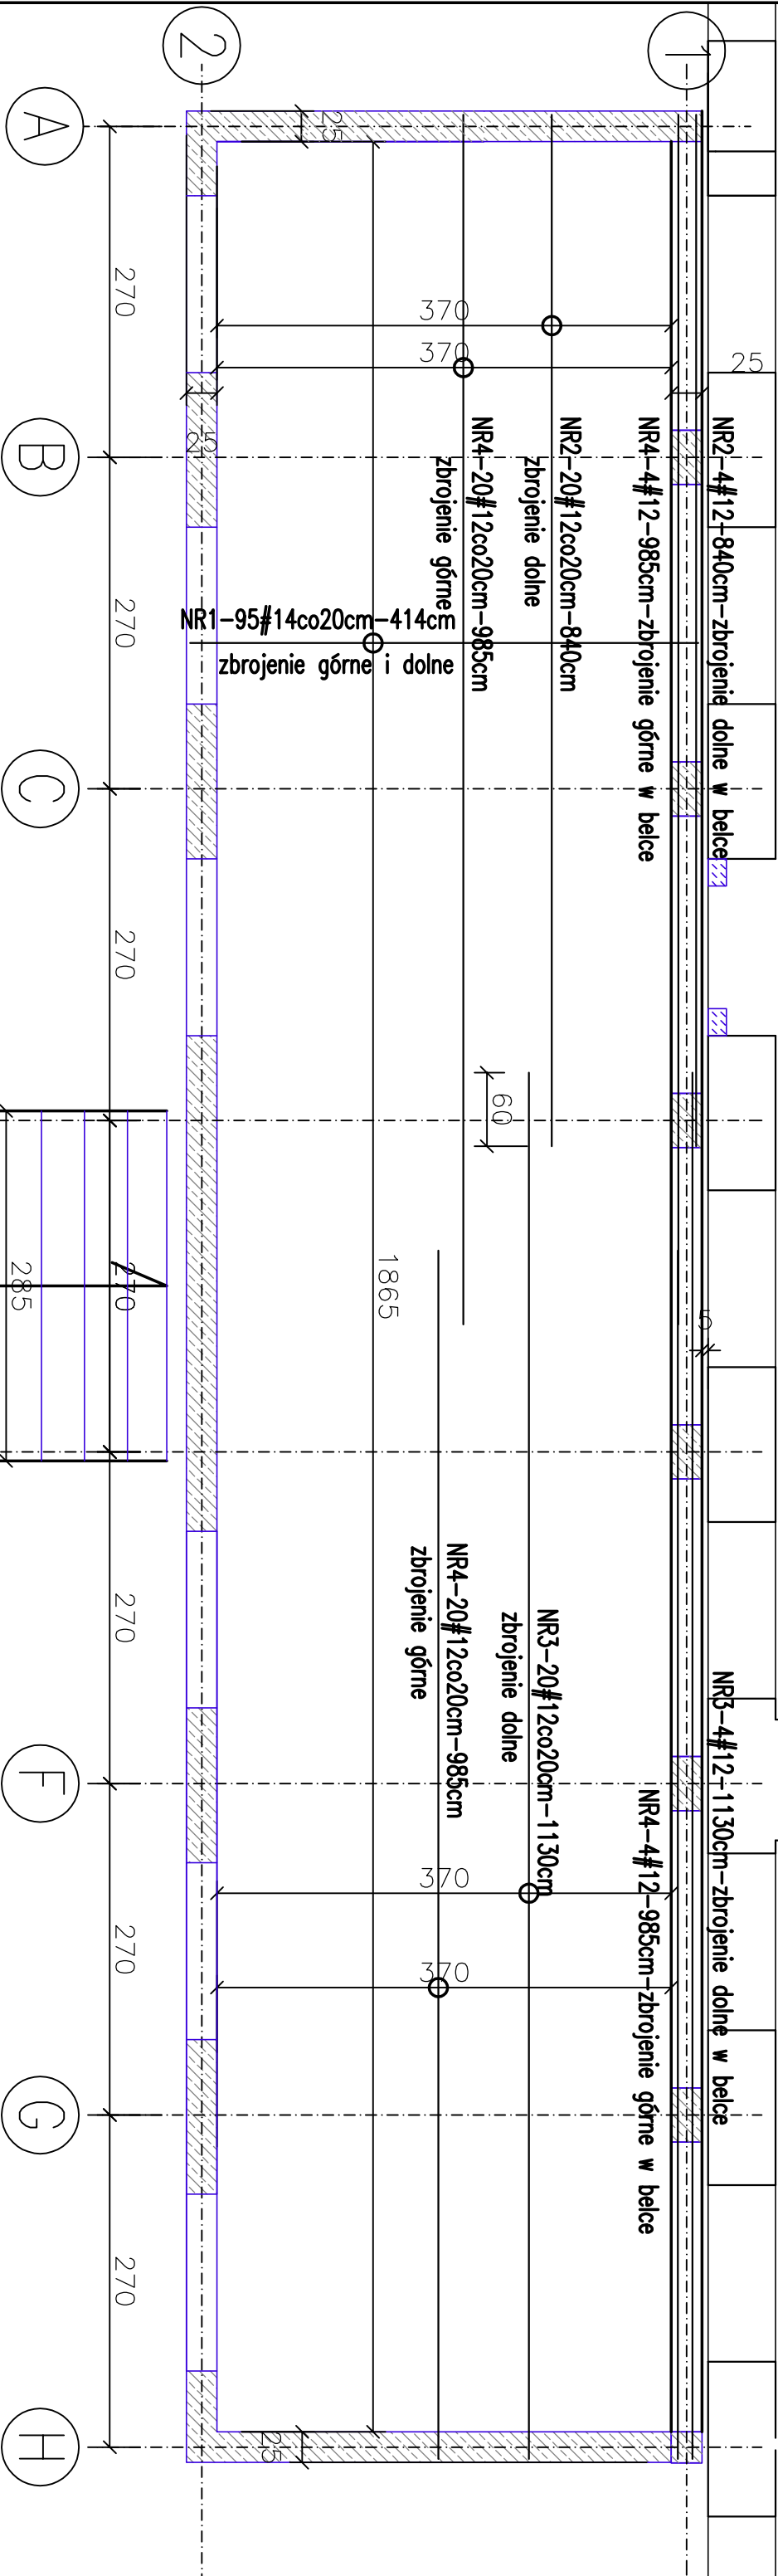 2
1
A
25
270
370
370
25
B
25
NR4-20#12co20cm-985cm
zbrojenie górne
NR2-20#12co20cm-840cm
zbrojenie dolne
NR4-4#12-985cm-zbrojenie górne w belce
NR2-4#12-840cm-zbrojenie dolne w belce
270
NR1-95#14co20cm-414cm
zbrojenie górne i dolne
C
270
60
1865
5
270
285
NR4-20#12co20cm-985cm
zbrojenie górne
NR3-20#12co20cm-1130cm
zbrojenie dolne
NR4-4#12-985cm-zbrojenie górne w belce
NR3-4#12-1130cm-zbrojenie dolne w belce
270
F
370
370
270
G
270
25
H